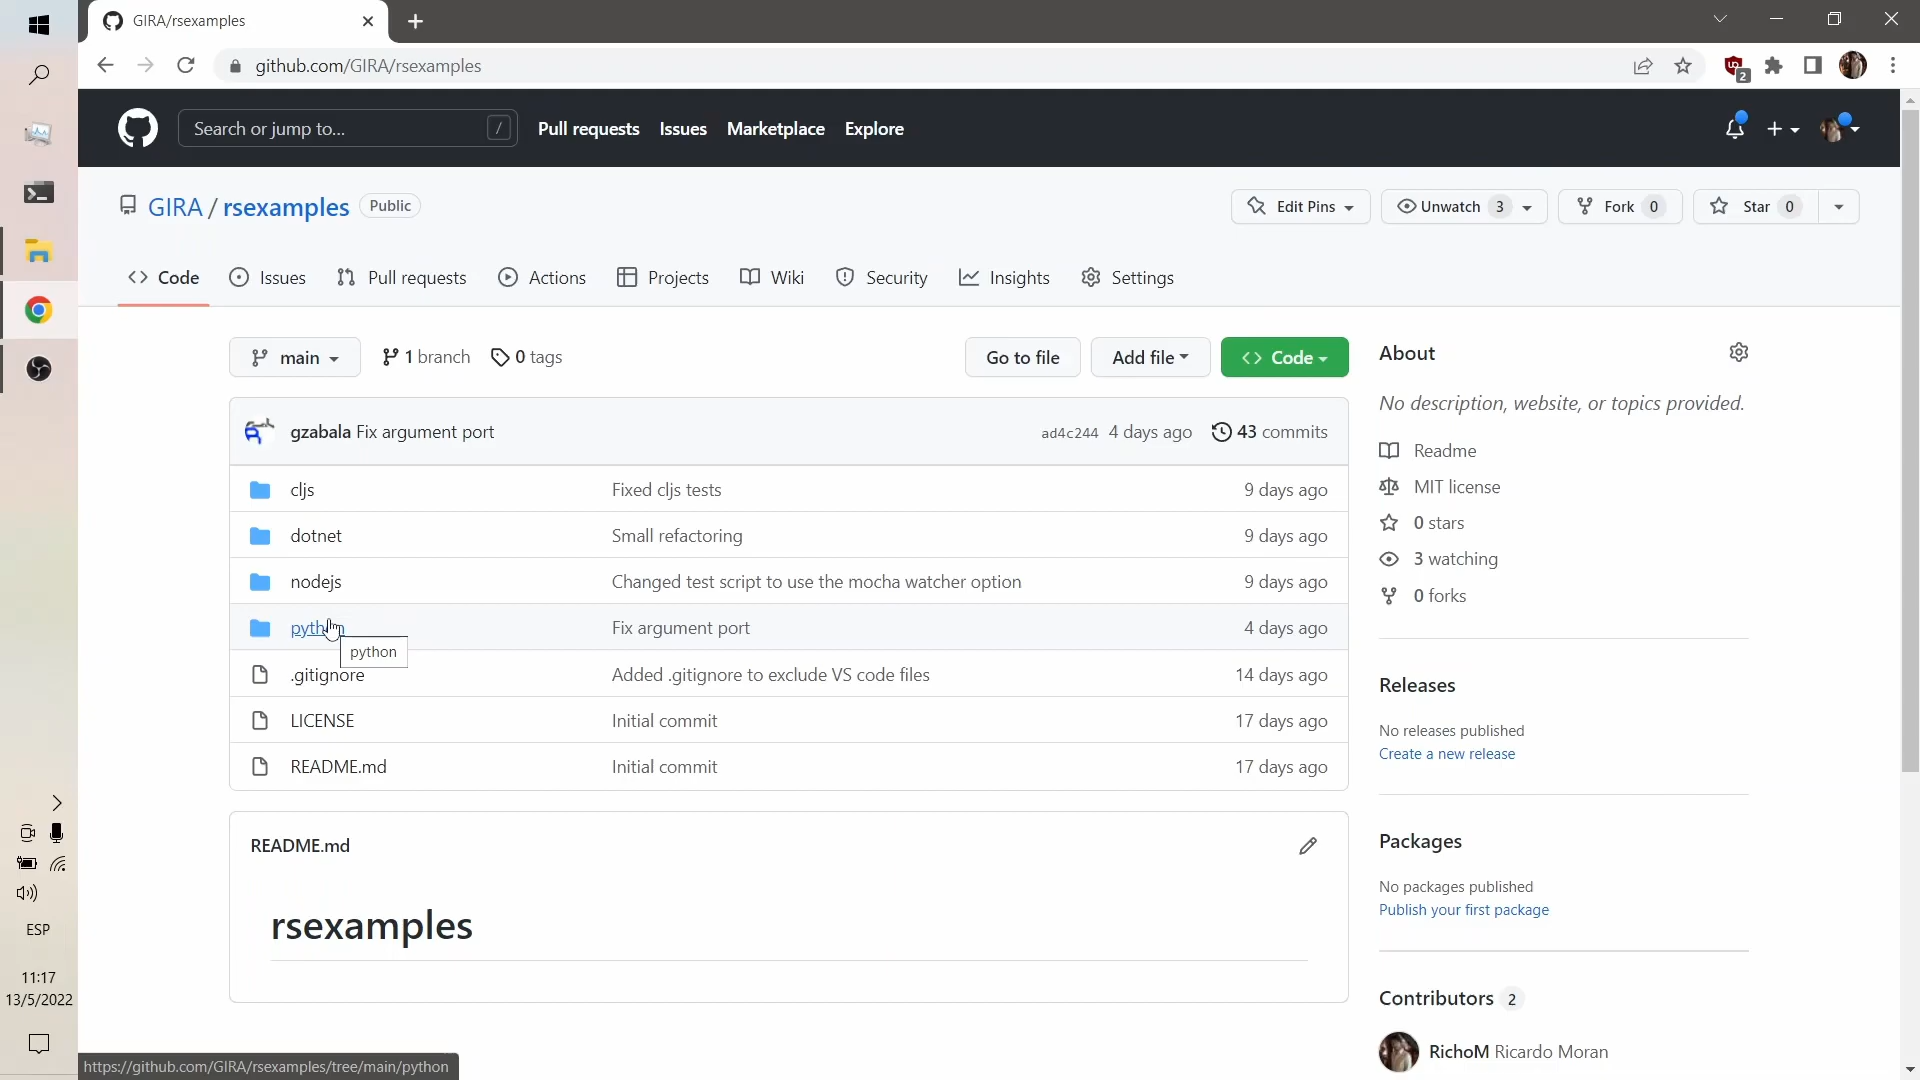 GIRA/rsexamples
github.com/GIRA/rsexamples
2
Search or jump to... /
Pull requests Issues Marketplace Explore
GIRA / rsexamples Public
Edit Pins Unwatch 3 Fork 0 Star 0
Code Issues Pull requests Actions Projects Wiki Security Insights Settings
main 1 branch 0 tags
Go to file Add file Code
gzabala Fix argument port ad4c244 4 days ago 43 commits
cljs Fixed cljs tests 9 days ago
dotnet Small refactoring 9 days ago
nodejs Changed test script to use the mocha watcher option 9 days ago
python Fix argument port 4 days ago
python
.gitignore Added .gitignore to exclude VS code files 14 days ago
LICENSE Initial commit 17 days ago
README.md Initial commit 17 days ago
README.md
rsexamples
About
No description, website, or topics provided.
Readme
MIT license
0 stars
3 watching
0 forks
Releases
No releases published
Create a new release
Packages
No packages published
Publish your first package
Contributors 2
RichoM Ricardo Moran
ESP
11:17
13/5/2022
https://github.com/GIRA/rsexamples/tree/main/python